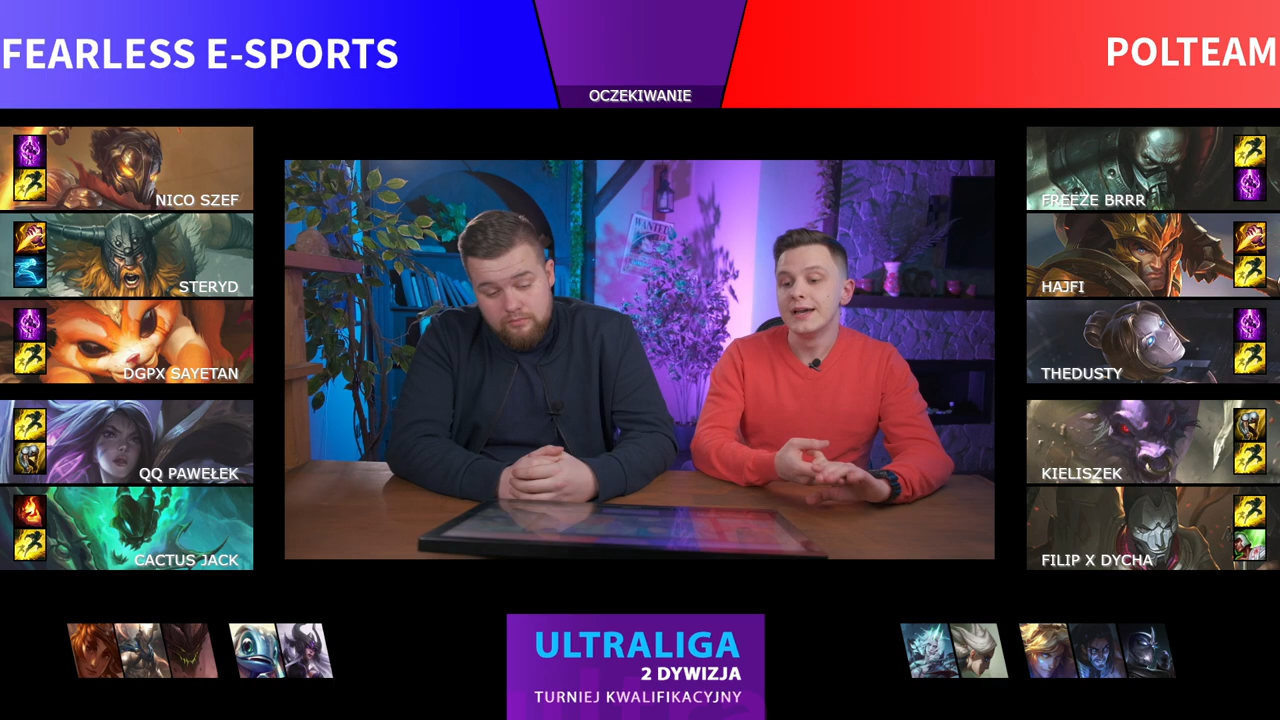 FEARLESS E-SPORTS
OCZEKIWANIE
POLTEAM
NICO SZEF
STERYD
DGPX SAYETAN
QQ PAWEŁEK
CACTUS JACK
WANTED
FREEZE BRRR
HAJFI
THEDUSTY
KIELISZEK
FILIP X DYCHA
ULTRALIGA
2 DYWIZJA
TURNIEJ KWALIFIKACYJNY